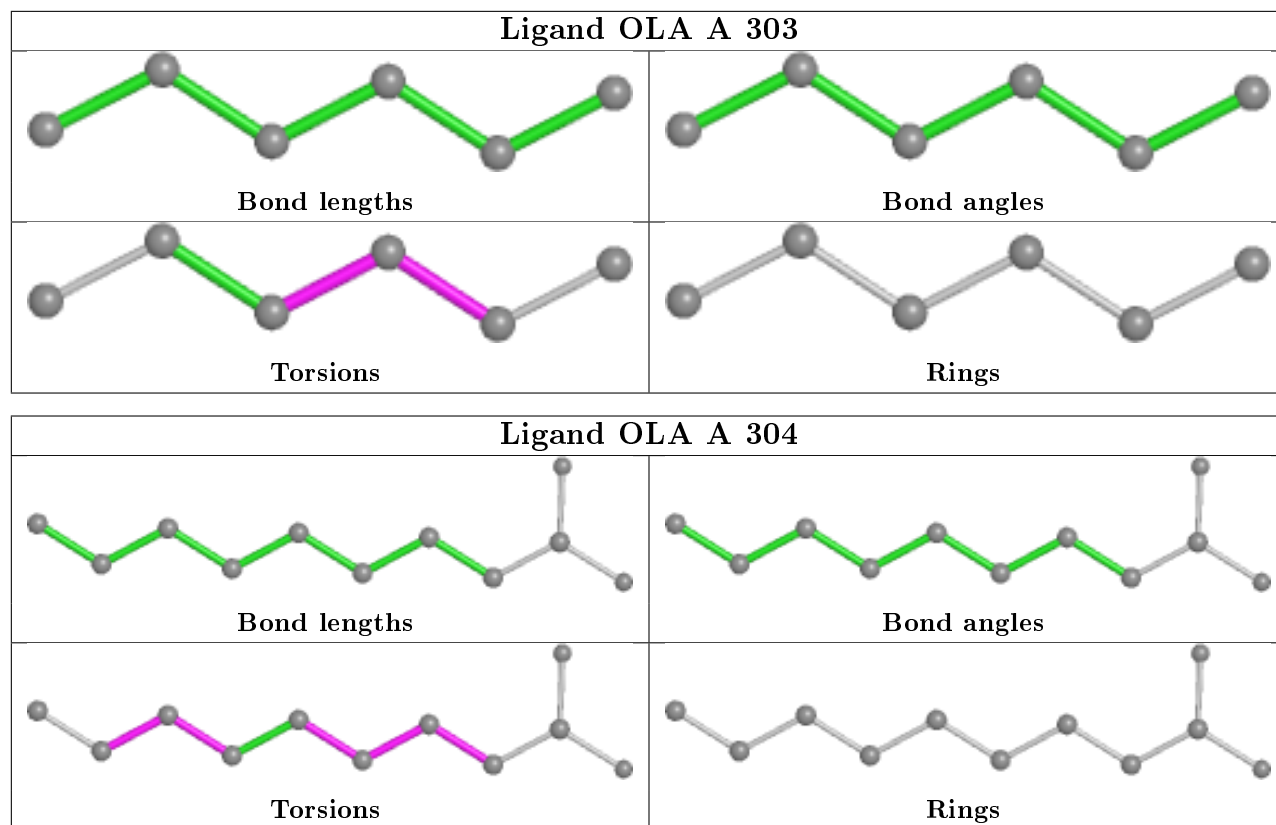 Ligand OLA A 303
Bond lengths
Bond angles
Torsions
Rings
Ligand OLA A 304
Bond lengths
Bond angles
Torsions
Rings